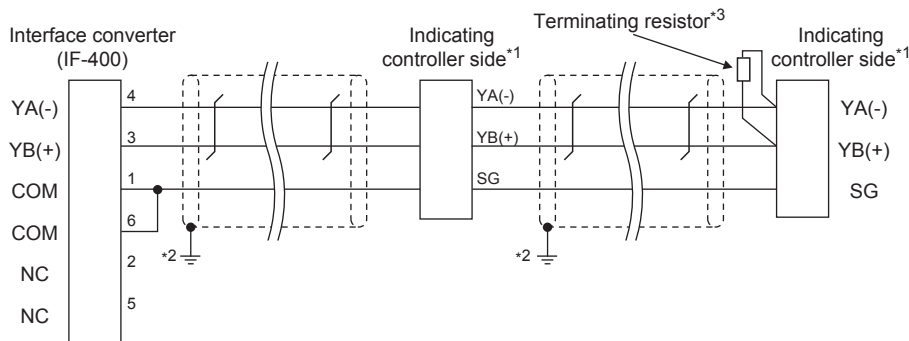 Terminating resistor*3
Interface converter
(IF-400)
Indicating
controller side*1
Indicating
controller side*1
YA(-)
4
YA(-)
YA(-)
YB(+)
3
YB(+)
YB(+)
COM
1
SG
SG
COM
6
*2
*2
NC
2
NC
5